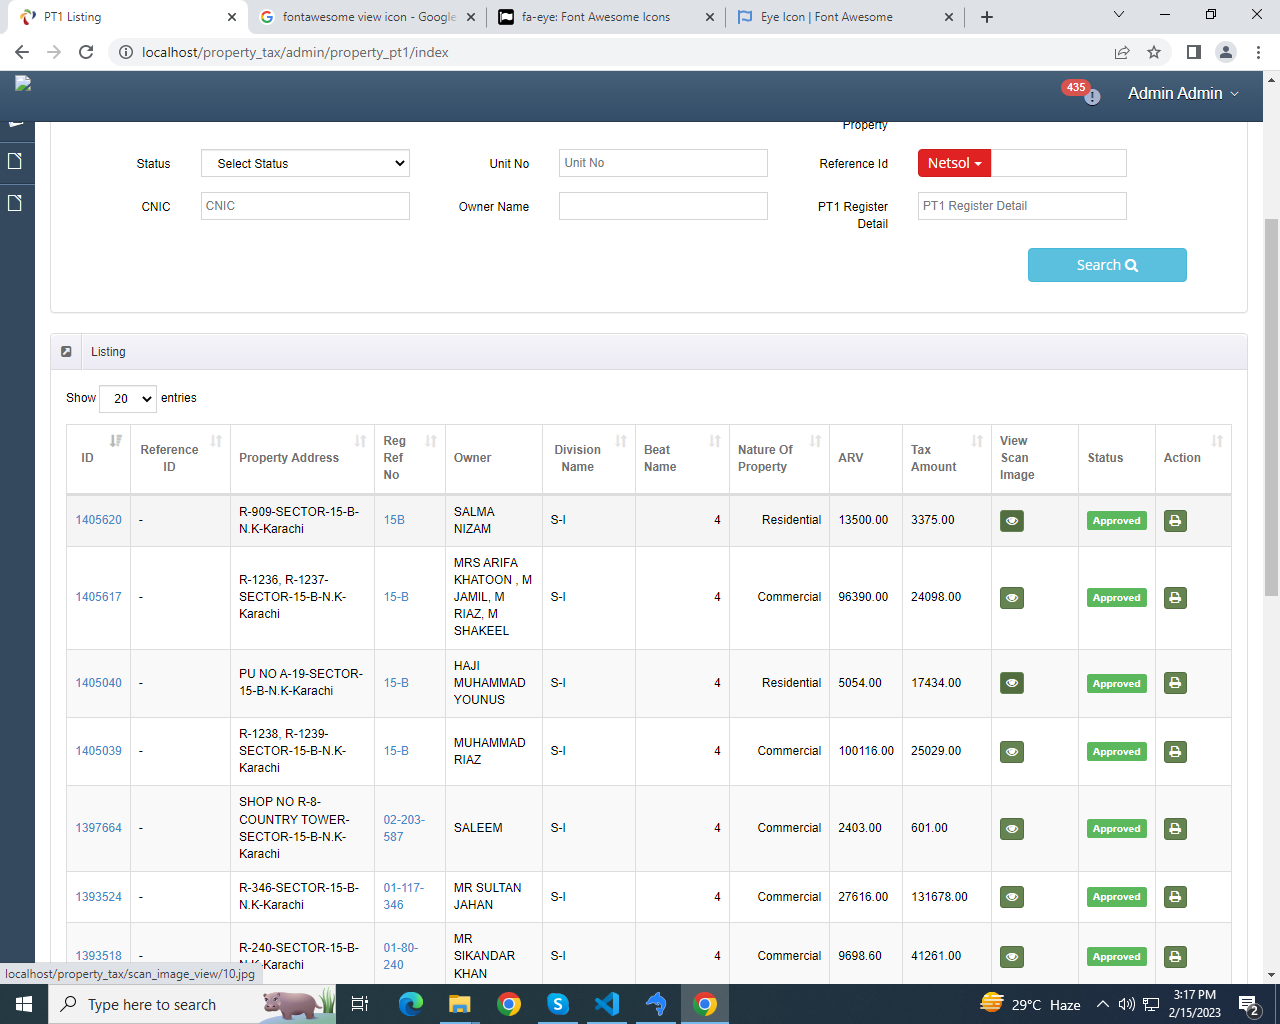 PT1 Listing
fontawesome view icon - Google
fa-eye: Font Awesome Icons
Eye Icon | Font Awesome
localhost/property_tax/admin/property_pt1/index
435
Admin Admin
Property
Status
Select Status
Unit No
Unit No
Reference Id
Netsol
CNIC
CNIC
Owner Name
PT1 Register Detail
PT1 Register Detail
Search
Listing
Show 20 entries
ID Reference ID Property Address Reg Ref No Owner Division Name Beat Name Nature Of Property ARV Tax Amount View Scan Image Status Action
1405620 - R-909-SECTOR-15-B-N.K-Karachi 15B SALMA NIZAM S-I 4 Residential 13500.00 3375.00 Approved
1405617 - R-1236, R-1237-SECTOR-15-B-N.K-Karachi 15-B MRS ARIFA KHATOON , M JAMIL, M RIAZ, M SHAKEEL S-I 4 Commercial 96390.00 24098.00 Approved
1405040 - PU NO A-19-SECTOR-15-B-N.K-Karachi 15-B HAJI MUHAMMAD YOUNUS S-I 4 Residential 5054.00 17434.00 Approved
1405039 - R-1238, R-1239-SECTOR-15-B-N.K-Karachi 15-B MUHAMMAD RIAZ S-I 4 Commercial 100116.00 25029.00 Approved
1397664 - SHOP NO R-8-COUNTRY TOWER-SECTOR-15-B-N.K-Karachi 02-203-587 SALEEM S-I 4 Commercial 2403.00 601.00 Approved
1393524 - R-346-SECTOR-15-B-N.K-Karachi 01-117-346 MR SULTAN JAHAN S-I 4 Commercial 27616.00 131678.00 Approved
1393518 - R-240-SECTOR-15-B-N.K-Karachi 01-80-240 MR SIKANDAR KHAN S-I 4 Commercial 9698.60 41261.00 Approved
localhost/property_tax/scan_image_view/10.jpg
Type here to search
29°C Haze
3:17 PM
2/15/2023
2